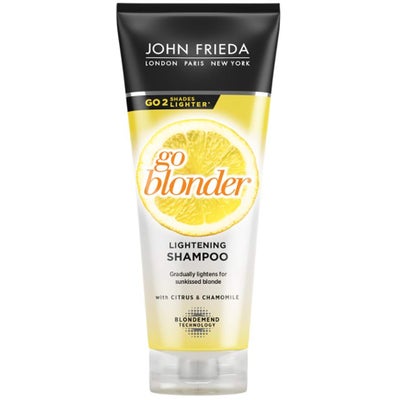 JOHN FRIEDA
LONDON PARIS NEW YORK
GO 2 SHADES LIGHTER*
go
blonder
LIGHTENING
SHAMPOO
Gradually lightens for
sunkissed blonde
with CITRUS & CHAMOMILE
BLONDEMEND
TECHNOLOGY